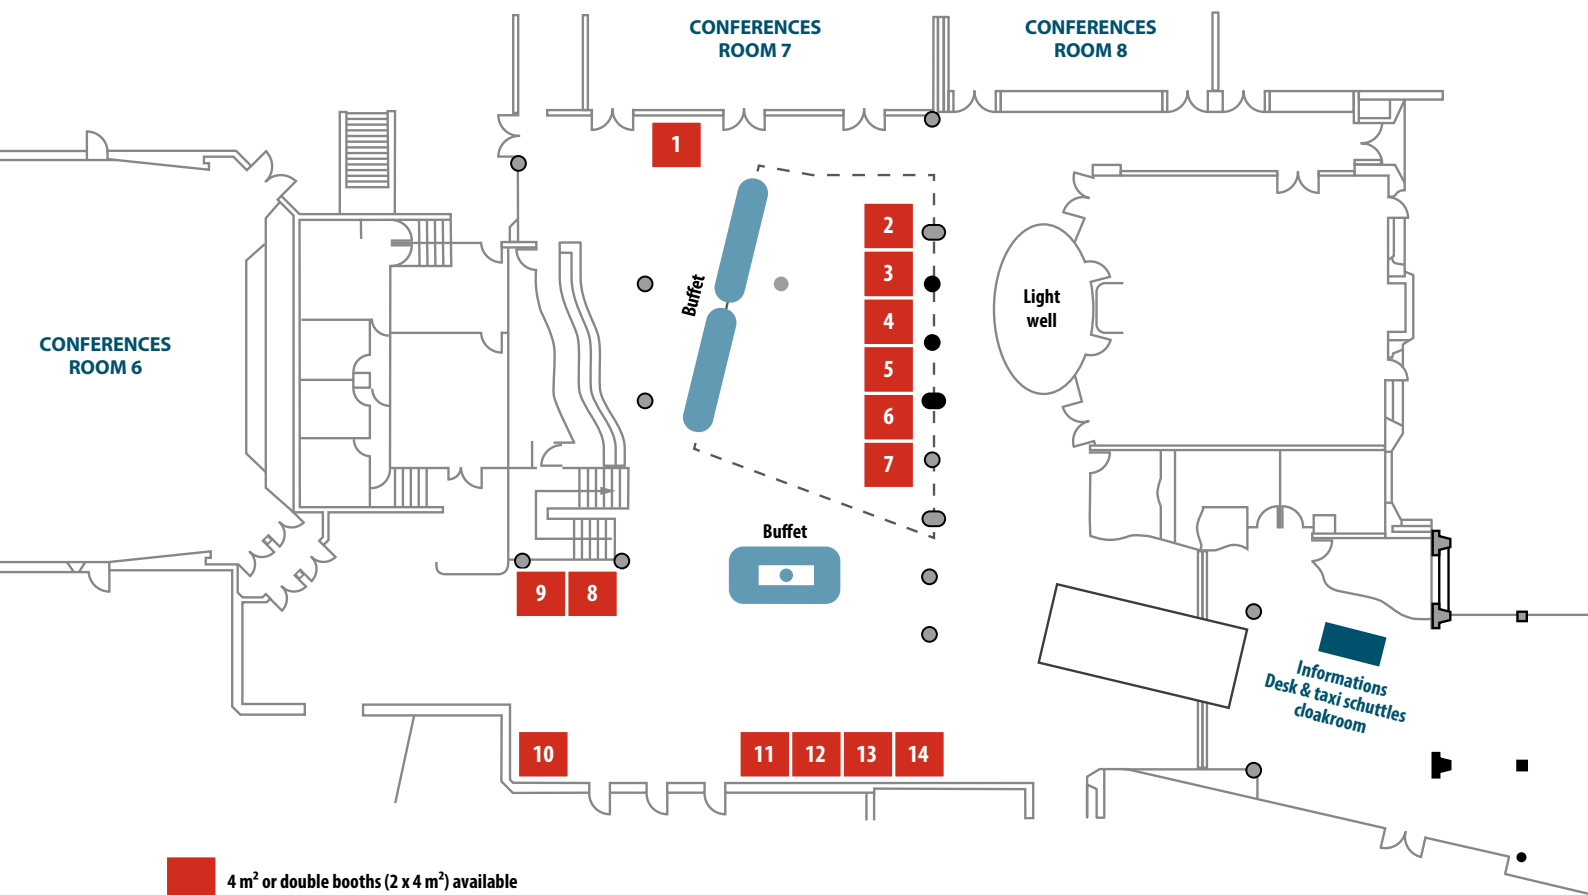 CONFERENCES
ROOM 7
CONFERENCES
ROOM 8
1
2
3
4
5
6
7
Buffet
Light
well
CONFERENCES
ROOM 6
Buffet
9
8
Informations
Desk & taxi schuttles
cloakroom
10
11
12
13
14
4 m² or double booths (2 x 4 m²) available